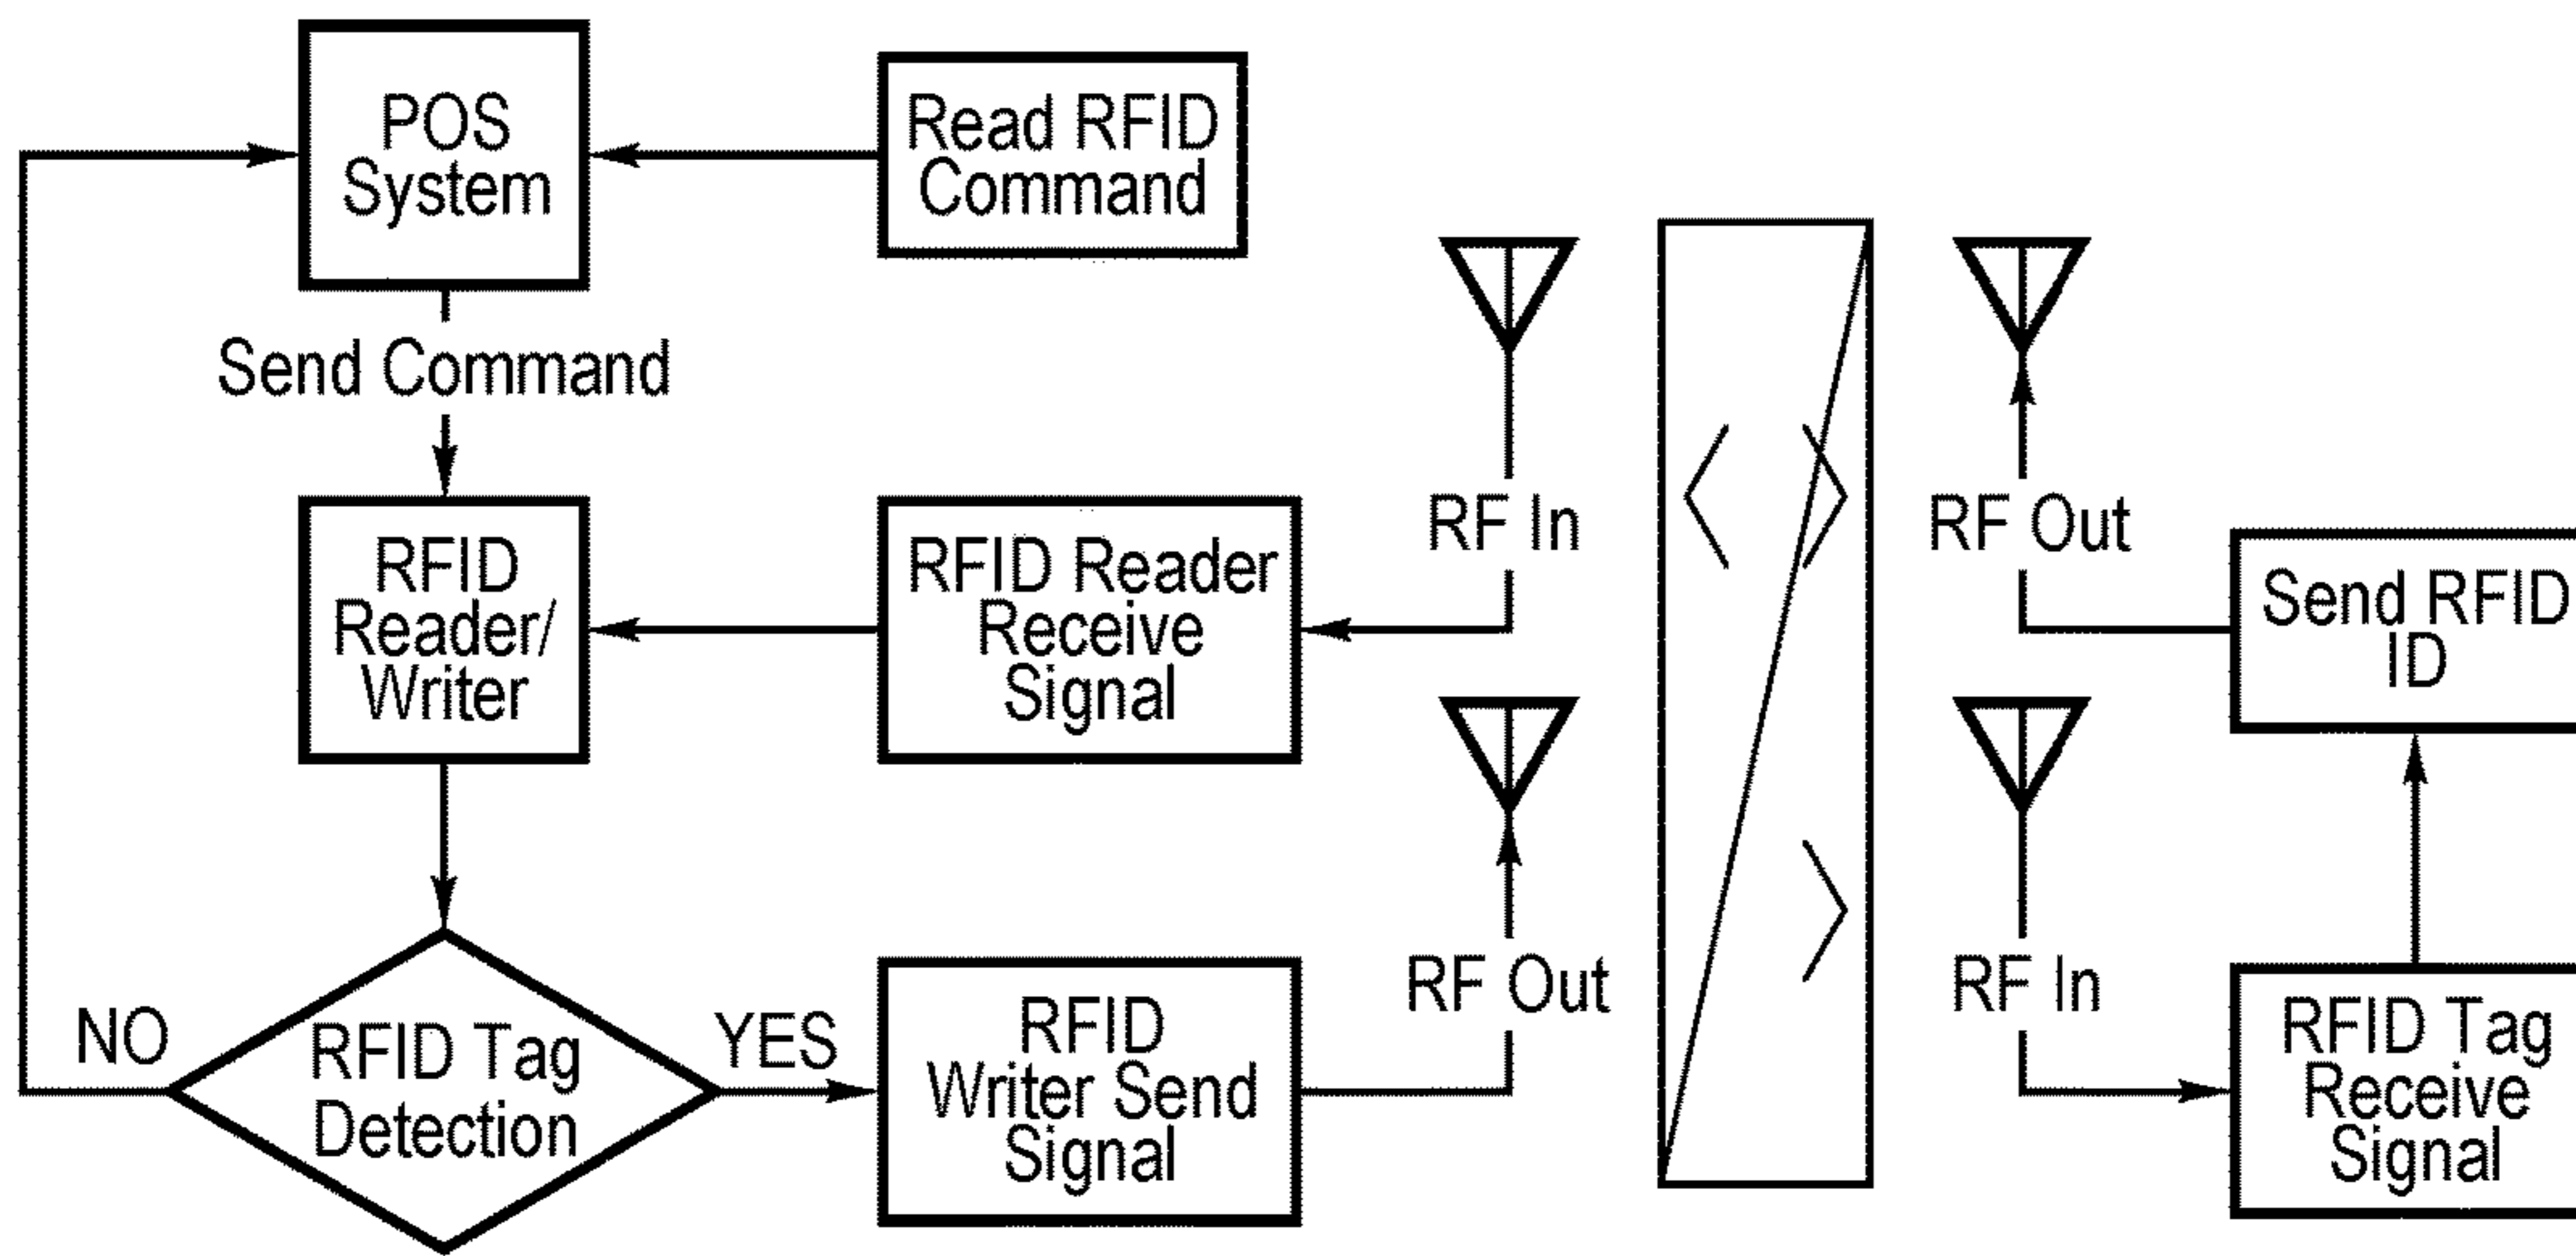 POS
System
Read RFID
Command
Send Command
RFID
Reader/
Writer
RFID Reader
Receive
Signal
RF In
RF Out
Send RFID
ID
NO
RFID Tag
Detection
YES
RFID
Writer Send
Signal
RF Out
RF In
RFID Tag
Receive
Signal